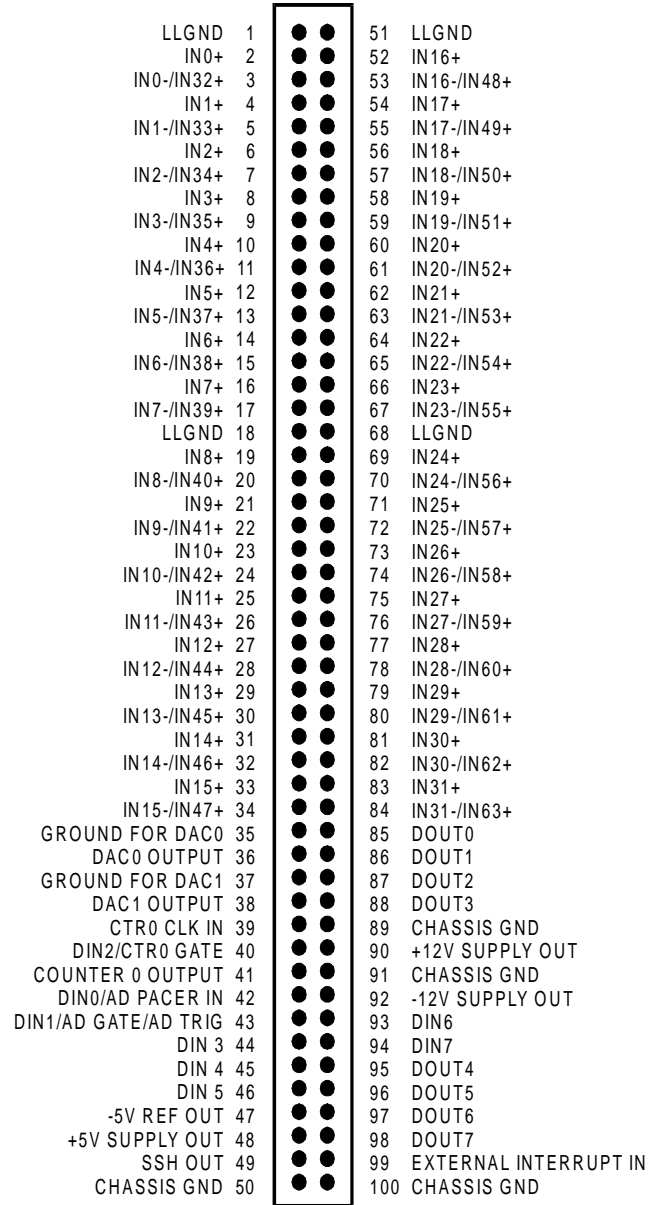 LLGND 1 51 LLGND
IN0+ 2 52 IN16+
IN0-/IN32+ 3 53 IN16-/IN48+
IN1+ 4 54 IN17+
IN1-/IN33+ 5 55 IN17-/IN49+
IN2+ 6 56 IN18+
IN2-/IN34+ 7 57 IN18-/IN50+
IN3+ 8 58 IN19+
IN3-/IN35+ 9 59 IN19-/IN51+
IN4+ 10 60 IN20+
IN4-/IN36+ 11 61 IN20-/IN52+
IN5+ 12 62 IN21+
IN5-/IN37+ 13 63 IN21-/IN53+
IN6+ 14 64 IN22+
IN6-/IN38+ 15 65 IN22-/IN54+
IN7+ 16 66 IN23+
IN7-/IN39+ 17 67 IN23-/IN55+
LLGND 18 68 LLGND
IN8+ 19 69 IN24+
IN8-/IN40+ 20 70 IN24-/IN56+
IN9+ 21 71 IN25+
IN9-/IN41+ 22 72 IN25-/IN57+
IN10+ 23 73 IN26+
IN10-/IN42+ 24 74 IN26-/IN58+
IN11+ 25 75 IN27+
IN11-/IN43+ 26 76 IN27-/IN59+
IN12+ 27 77 IN28+
IN12-/IN44+ 28 78 IN28-/IN60+
IN13+ 29 79 IN29+
IN13-/IN45+ 30 80 IN29-/IN61+
IN14+ 31 81 IN30+
IN14-/IN46+ 32 82 IN30-/IN62+
IN15+ 33 83 IN31+
IN15-/IN47+ 34 84 IN31-/IN63+
GROUND FOR DAC0 35 85 DOUT0
DAC0 OUTPUT 36 86 DOUT1
GROUND FOR DAC1 37 87 DOUT2
DAC1 OUTPUT 38 88 DOUT3
CTR0 CLK IN 39 89 CHASSIS GND
DIN2/CTR0 GATE 40 90 +12V SUPPLY OUT
COUNTER 0 OUTPUT 41 91 CHASSIS GND
DIN0/AD PACER IN 42 92 -12V SUPPLY OUT
DIN1/AD GATE/AD TRIG 43 93 DIN6
DIN 3 44 94 DIN7
DIN 4 45 95 DOUT4
DIN 5 46 96 DOUT5
-5V REF OUT 47 97 DOUT6
+5V SUPPLY OUT 48 98 DOUT7
SSH OUT 49 99 EXTERNAL INTERRUPT IN
CHASSIS GND 50 100 CHASSIS GND